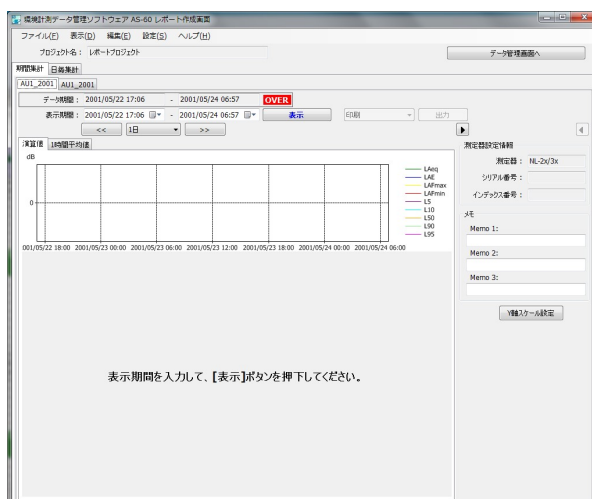 環境計測データ管理ソフトウェア AS-60 レポート作成画面
ファイル(F) 表示(D) 編集(E) 設定(S) ヘルプ(H)
プロジェクト名： レポートプロジェクト
データ管理画面へ
期間集計 日毎集計
AU1_2001 AU1_2001
データ期間： 2001/05/22 17:06 - 2001/05/24 06:57 OVER
表示期間： 2001/05/22 17:06 - 2001/05/24 06:57 表示 印刷 出力
<< 1日 >>
演算値 1時間平均値
dB
0
LAeq
LAE
LAFmax
LAFmin
L5
L10
L50
L90
L95
001/05/22 18:00 2001/05/23 00:00 2001/05/23 06:00 2001/05/23 12:00 2001/05/23 18:00 2001/05/24 00:00 2001/05/24 06:00
表示期間を入力して、【表示】ボタンを押下してください。
測定器設定情報
測定器： NL-2x/3x
シリアル番号：
インデックス番号：
メモ
Memo 1:
Memo 2:
Memo 3:
Y軸スケール設定